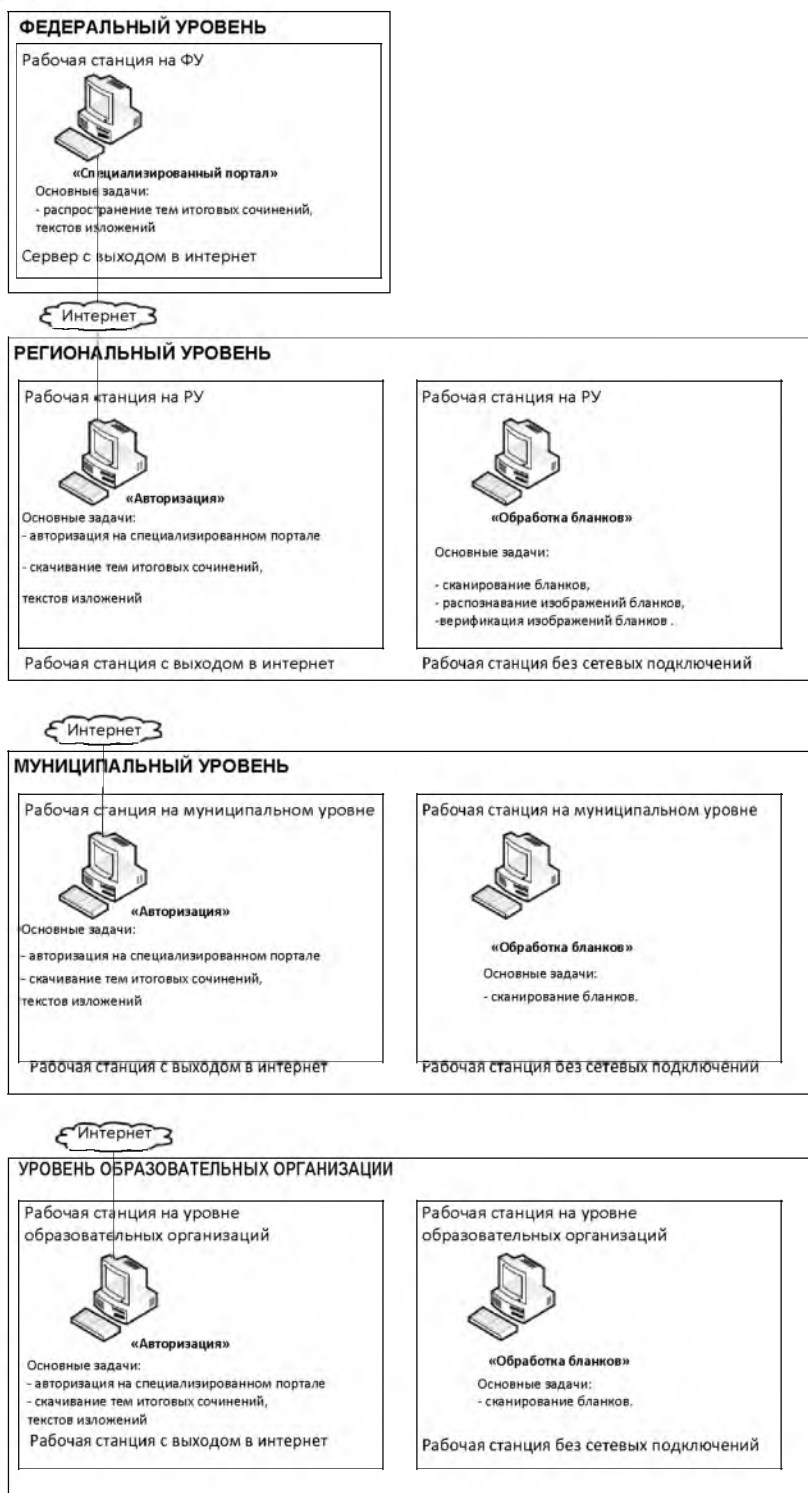 ФЕДЕРАЛЬНЫЙ УРОВЕНЬ
Рабочая станция на ФУ
«Специализированный портал»
Основные задачи:
- распространение тем итоговых сочинений,
текстов изложений
Сервер с выходом в интернет
Интернет
РЕГИОНАЛЬНЫЙ УРОВЕНЬ
Рабочая станция на РУ
«Авторизация»
Основные задачи:
- авторизация на специализированном портале
- скачивание тем итоговых сочинений,
текстов изложений
Рабочая станция с выходом в интернет
Рабочая станция на РУ
«Обработка бланков»
Основные задачи:
- сканирование бланков,
- распознавание изображений бланков,
-верификация изображений бланков .
Рабочая станция без сетевых подключений
Интернет
МУНИЦИПАЛЬНЫЙ УРОВЕНЬ
Рабочая станция на муниципальном уровне
«Авторизация»
Основные задачи:
- авторизация на специализированном портале
- скачивание тем итоговых сочинений,
текстов изложений
Рабочая станция с выходом в интернет
Рабочая станция на муниципальном уровне
«Обработка бланков»
Основные задачи:
- сканирование бланков.
Рабочая станция без сетевых подключений
Интернет
УРОВЕНЬ ОБРАЗОВАТЕЛЬНЫХ ОРГАНИЗАЦИИ
Рабочая станция на уровне
образовательных организаций
«Авторизация»
Основные задачи:
- авторизация на специализированном портале
- скачивание тем итоговых сочинений,
текстов изложений
Рабочая станция с выходом в интернет
Рабочая станция на уровне
образовательных организаций
«Обработка бланков»
Основные задачи:
- сканирование бланков.
Рабочая станция без сетевых подключений